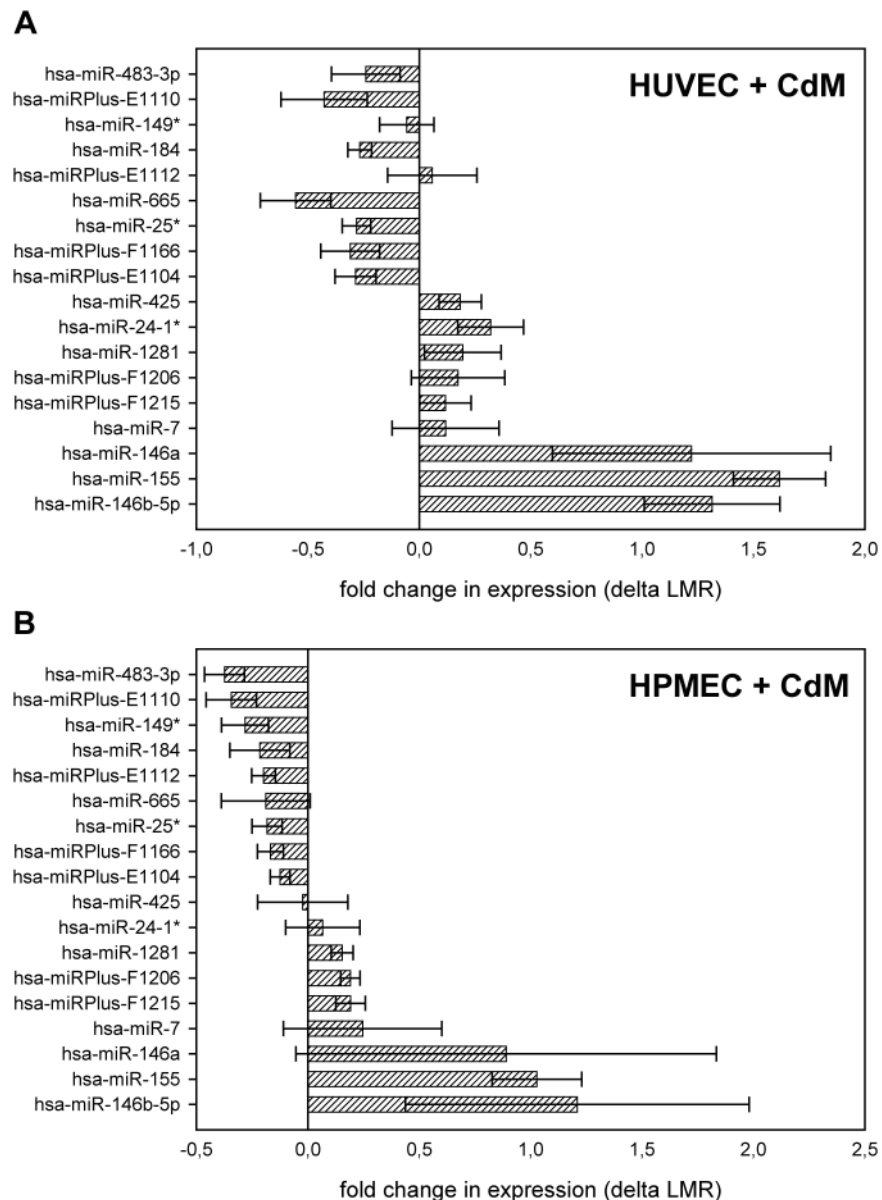 A
HUVEC + CdM
hsa-miR-483-3p
hsa-miRPlus-E1110
hsa-miR-149*
hsa-miR-184
hsa-miRPlus-E1112
hsa-miR-665
hsa-miR-25*
hsa-miRPlus-F1166
hsa-miRPlus-E1104
hsa-miR-425
hsa-miR-24-1*
hsa-miR-1281
hsa-miRPlus-F1206
hsa-miRPlus-F1215
hsa-miR-7
hsa-miR-146a
hsa-miR-155
hsa-miR-146b-5p
-1,0 -0,5 0,0 0,5 1,0 1,5 2,0
fold change in expression (delta LMR)
B
HPMEC + CdM
hsa-miR-483-3p
hsa-miRPlus-E1110
hsa-miR-149*
hsa-miR-184
hsa-miRPlus-E1112
hsa-miR-665
hsa-miR-25*
hsa-miRPlus-F1166
hsa-miRPlus-E1104
hsa-miR-425
hsa-miR-24-1*
hsa-miR-1281
hsa-miRPlus-F1206
hsa-miRPlus-F1215
hsa-miR-7
hsa-miR-146a
hsa-miR-155
hsa-miR-146b-5p
-0,5 0,0 0,5 1,0 1,5 2,0 2,5
fold change in expression (delta LMR)